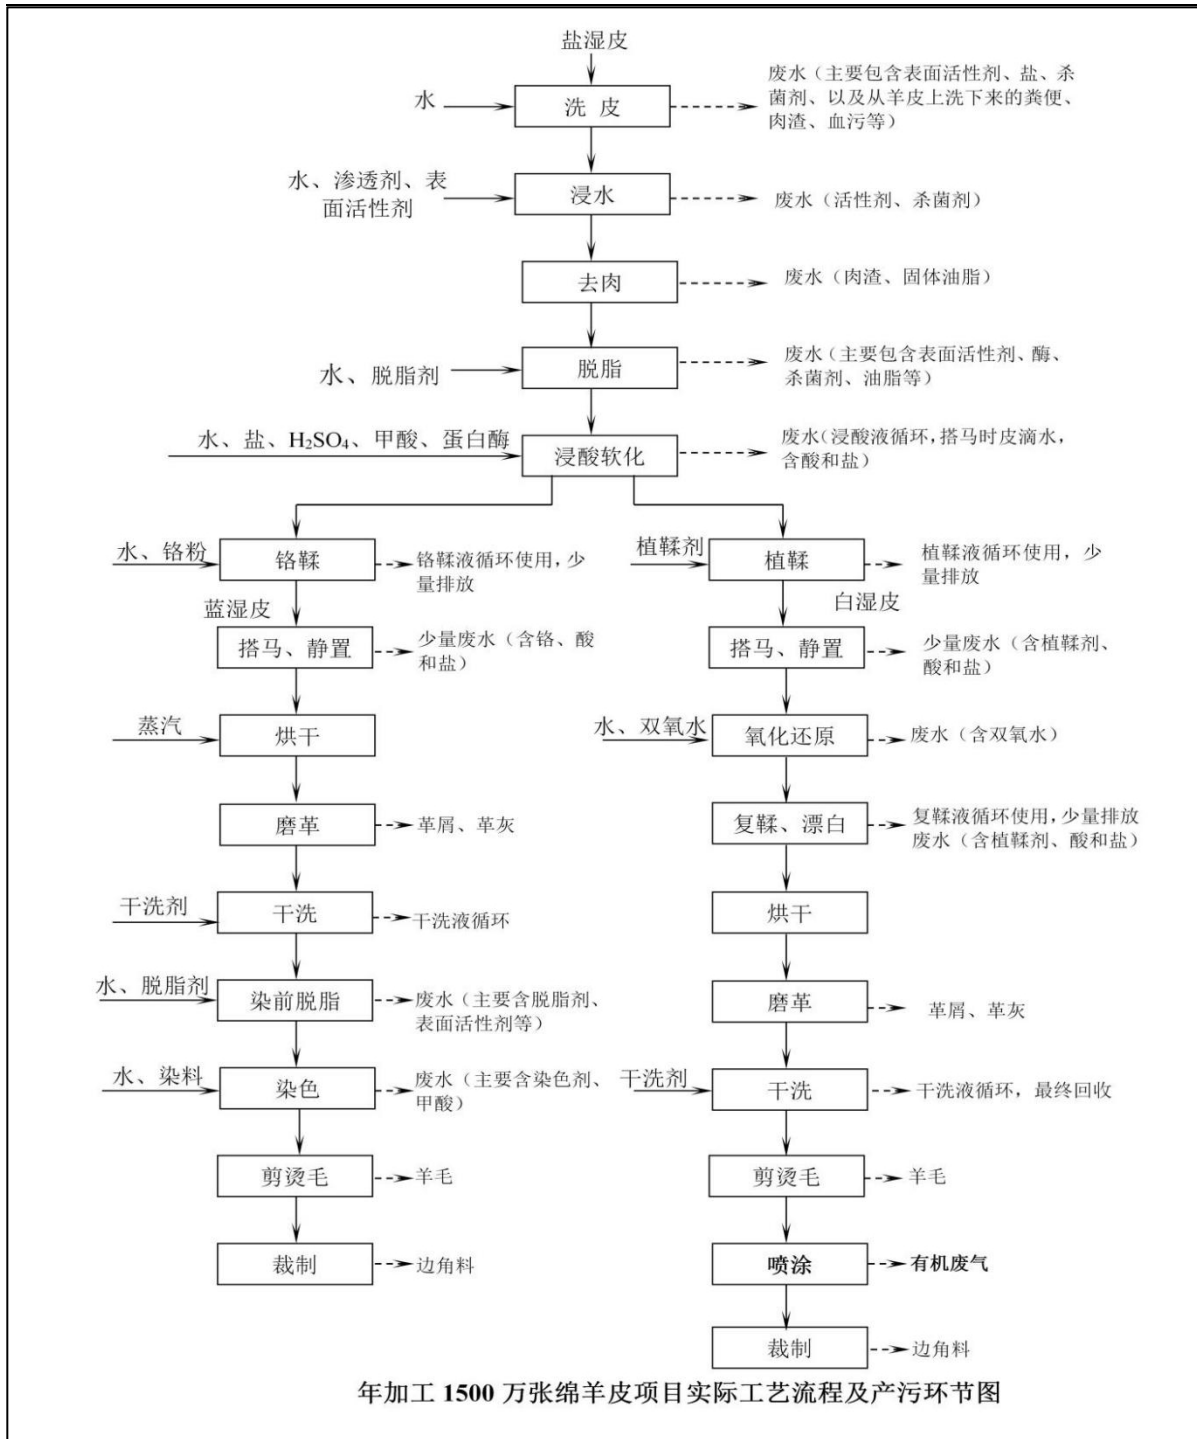 盐湿皮
水
洗 皮
废水（主要包含表面活性剂、盐、杀
菌剂、以及从羊皮上洗下来的粪便、
肉渣、血污等）
水、渗透剂、表
面活性剂
浸水
废水（活性剂、杀菌剂）
去肉
废水（肉渣、固体油脂）
水、脱脂剂
脱脂
废水（主要包含表面活性剂、酶、
杀菌剂、油脂等）
水、盐、H₂SO₄、甲酸、蛋白酶
浸酸软化
废水（浸酸液循环，搭马时皮滴水，
含酸和盐）
水、铬粉
铬鞣
铬鞣液循环使用，少
量排放
植鞣剂
植鞣
植鞣液循环使用，少
量排放
蓝湿皮
白湿皮
搭马、静置
少量废水（含铬、酸
和盐）
搭马、静置
少量废水（含植鞣剂、
酸和盐）
蒸汽
烘干
水、双氧水
氧化还原
废水（含双氧水）
磨革
革屑、革灰
复鞣、漂白
复鞣液循环使用，少量排放
废水（含植鞣剂、酸和盐）
干洗剂
干洗
干洗液循环
烘干
水、脱脂剂
染前脱脂
废水（主要含脱脂剂、
表面活性剂等）
磨革
革屑、革灰
水、染料
染色
废水（主要含染色剂、
甲酸）
干洗剂
干洗
干洗液循环，最终回收
剪烫毛
羊毛
剪烫毛
羊毛
裁制
边角料
喷涂
有机废气
裁制
边角料
年加工 1500 万张绵羊皮项目实际工艺流程及产污环节图